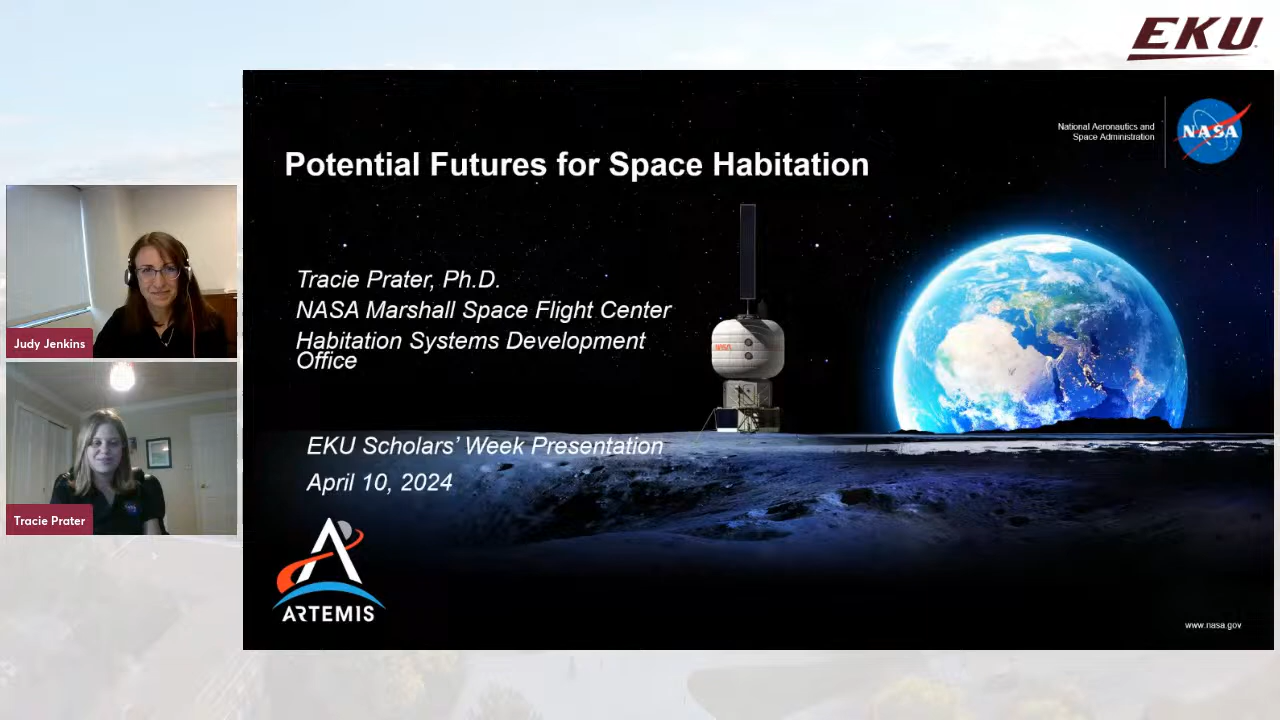 EKU
National Aeronautics and
Space Administration
NASA
Potential Futures for Space Habitation
Tracie Prater, Ph.D.
NASA Marshall Space Flight Center
Habitation Systems Development
Office
NASA
Judy Jenkins
EKU Scholars’ Week Presentation
April 10, 2024
Tracie Prater
ARTEMIS
www.nasa.gov